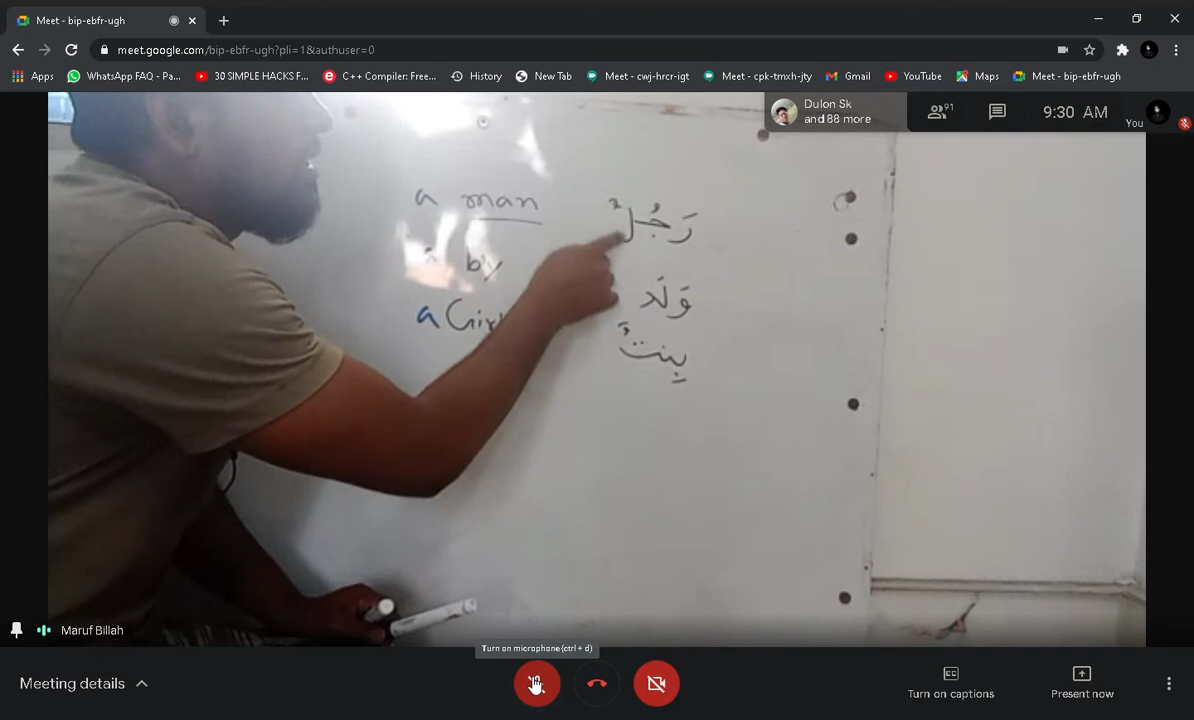 Meet - bip-ebfr-ugh
meet.google.com/bip-ebfr-ugh?pli=1&authuser=0
Apps WhatsApp FAQ - Pa... 30 SIMPLE HACKS F... C++ Compiler: Free... History New Tab Meet - cwj-hrcr-igt Meet - cpk-tmxh-jty Gmail YouTube Maps Meet - bip-ebfr-ugh
Dulon Sk
and 88 more
91
9:30 AM
You
a man رَجُلٌ
by وَلَد
a بِنتٌ
Maruf Billah
Turn on microphone (ctrl + d)
Meeting details
Turn on captions
Present now